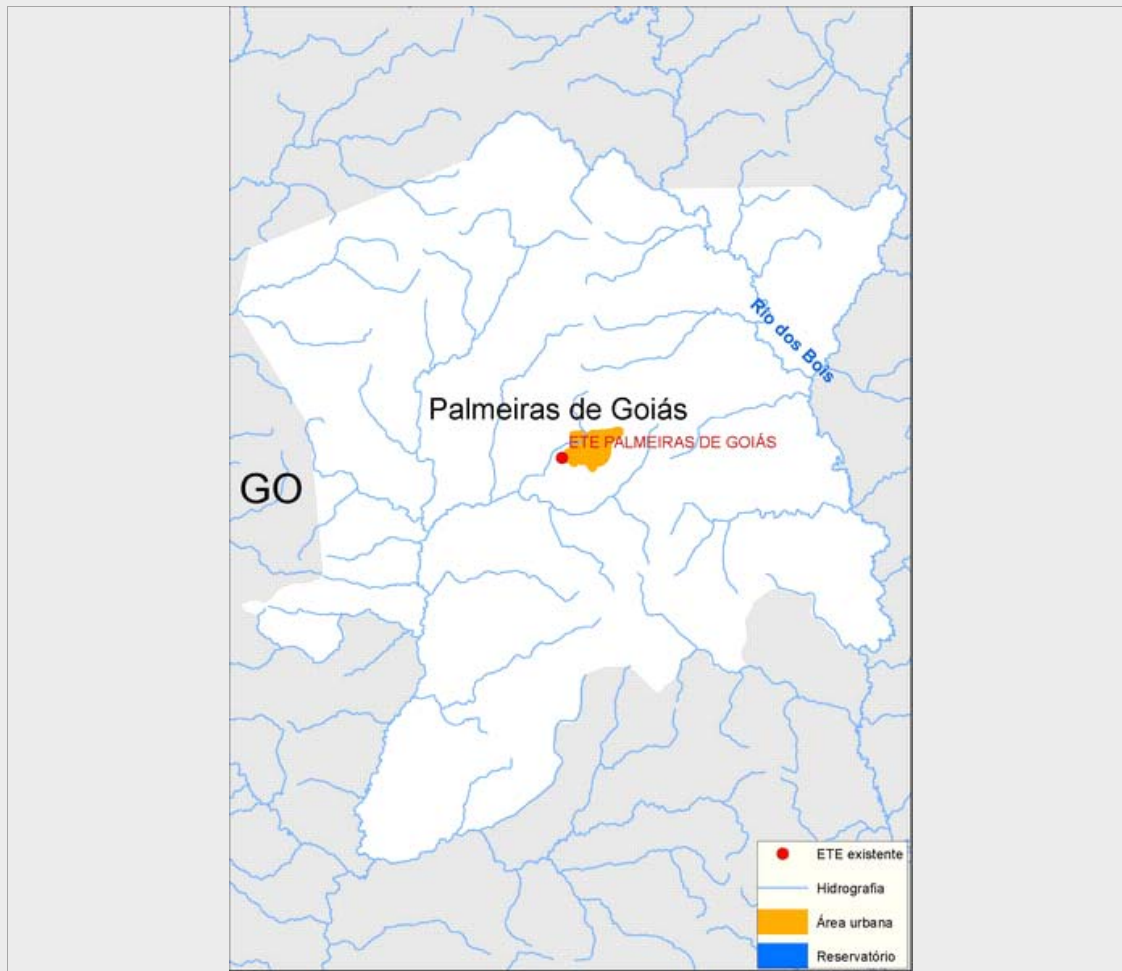 Rio dos Bois
Palmeiras de Goiás
ETE PALMEIRAS DE GOIÁS
GO
ETE existente
Hidrografia
Área urbana
Reservatório